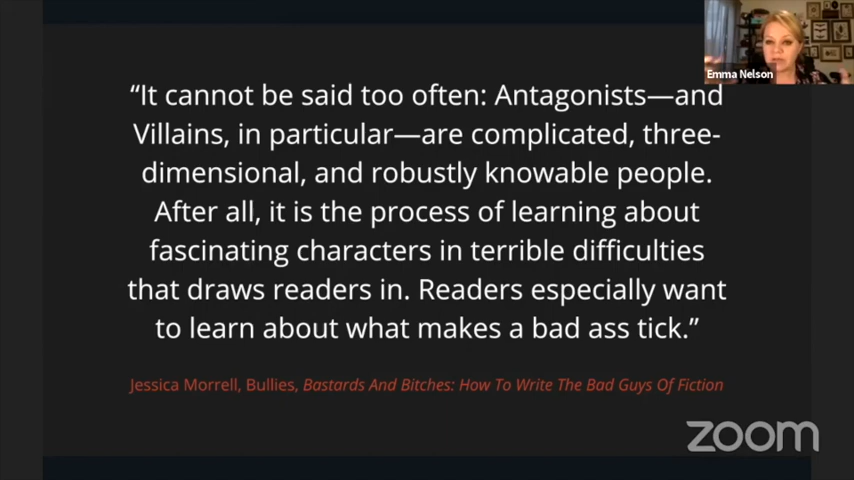 Emma Nelson
“It cannot be said too often: Antagonists—and
Villains, in particular—are complicated, three-
dimensional, and robustly knowable people.
After all, it is the process of learning about
fascinating characters in terrible difficulties
that draws readers in. Readers especially want
to learn about what makes a bad ass tick.”
Jessica Morrell, Bullies, Bastards And Bitches: How To Write The Bad Guys Of Fiction
zoom